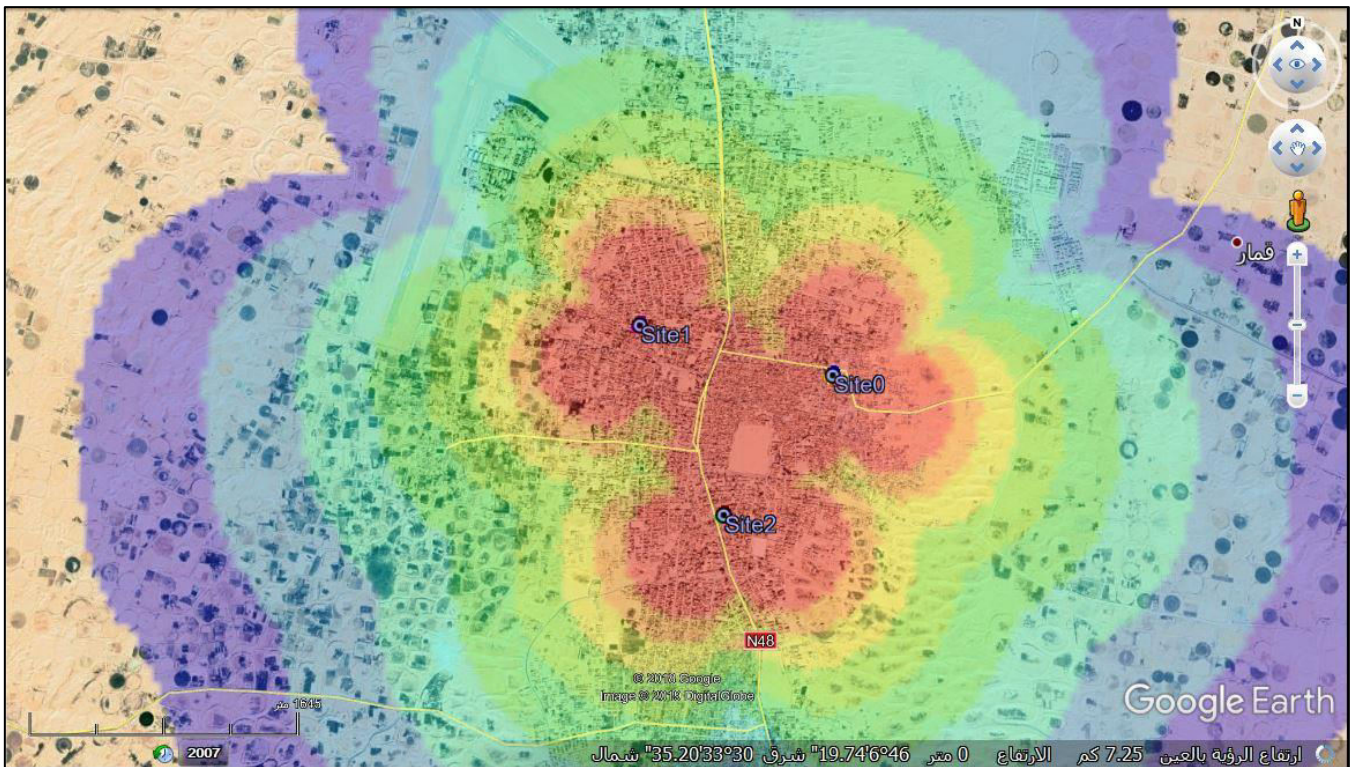 N
قمار
Site1
Site0
Site2
N48
© 2018 Google
Image © 2015 DigitalGlobe
Google Earth
1645 متر
2007
ارتفاع الرؤية بالعين 7.25 كم الارتفاع 0 متر 19.74'6°46" شرق 35.20'33°30" شمال